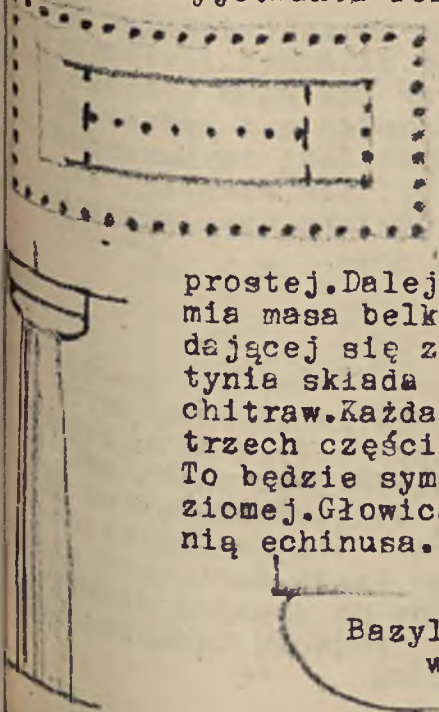 prostej.Dalej
mia masa belk
dającej się z
tynia składa
chitraw.Każda
trzech części
To będzie sym
ziomej.Głowica
nią echinusa.
Bazyl
w